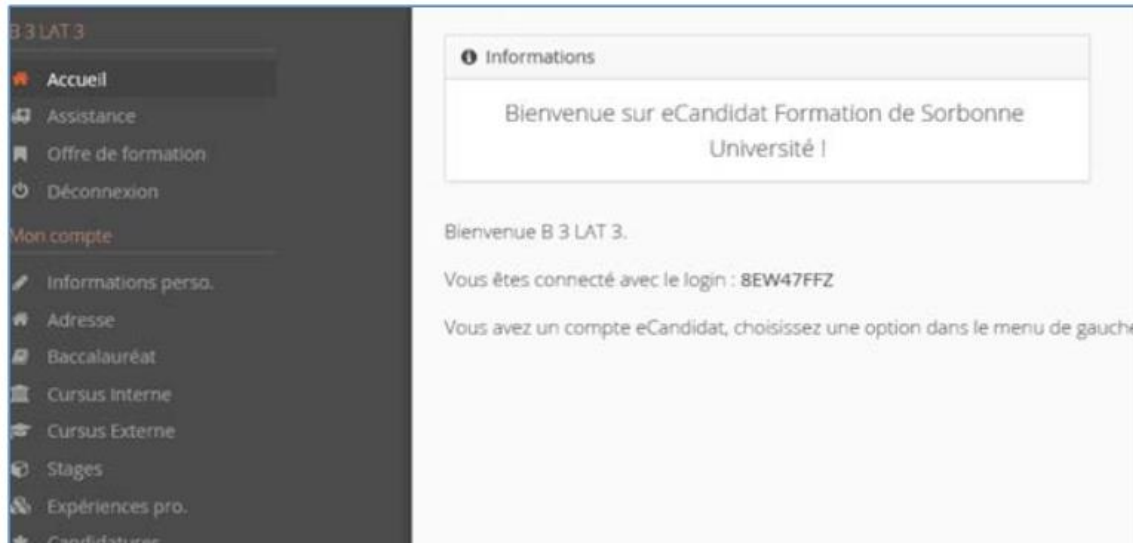 B 3 LAT 3
Accueil
Assistance
Offre de formation
Déconnexion
Mon compte
Informations perso.
Adresse
Baccalauréat
Cursus Interne
Cursus Externe
Stages
Expériences pro.
Candidatures
Informations
Bienvenue sur eCandidat Formation de Sorbonne
Université !
Bienvenue B 3 LAT 3.
Vous êtes connecté avec le login : 8EW47FFZ
Vous avez un compte eCandidat, choisissez une option dans le menu de gauche